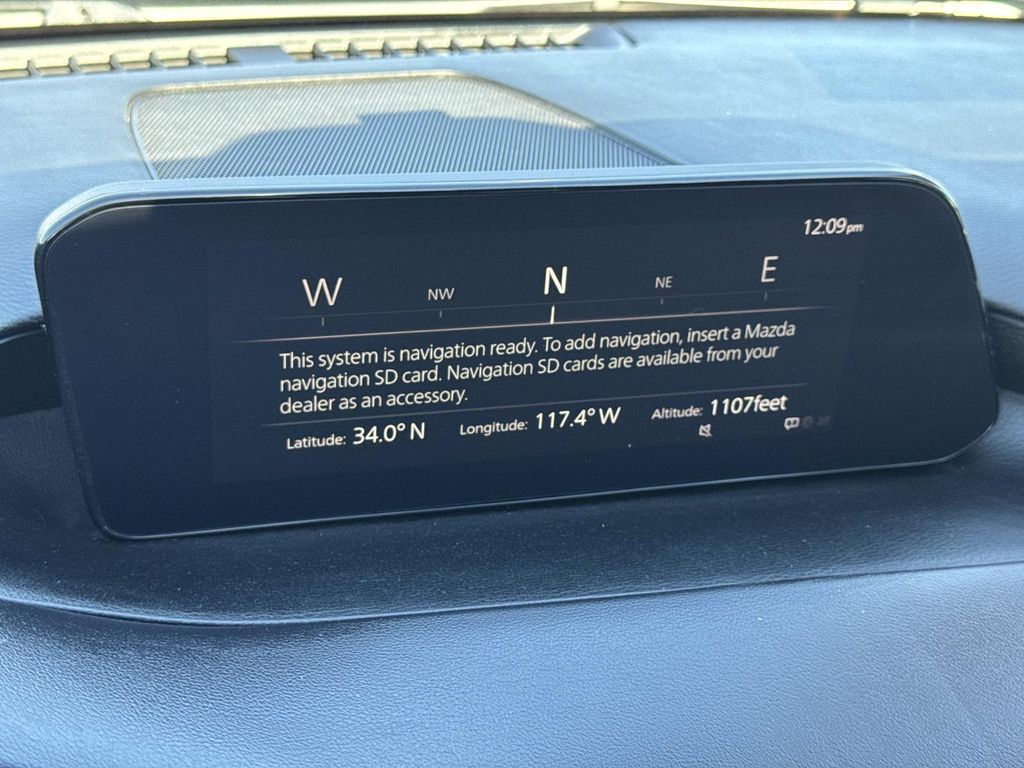 12:09pm
W NW N NE E
This system is navigation ready. To add navigation, insert a Mazda
navigation SD card. Navigation SD cards are available from your
dealer as an accessory.
Latitude: 34.0° N Longitude: 117.4° W Altitude: 1107feet